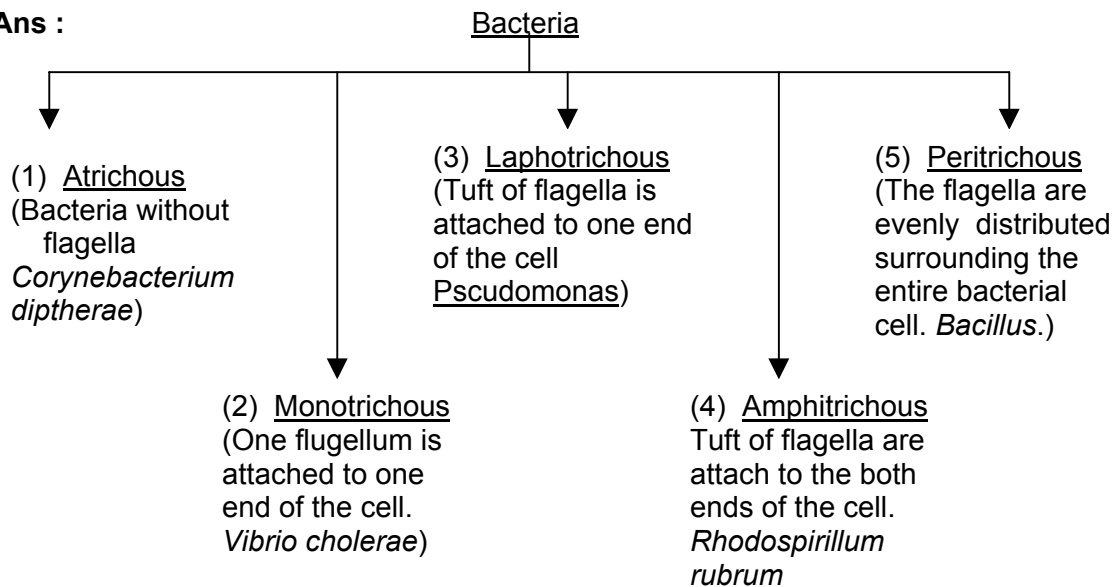 Ans :
Bacteria
(1) Atrichous
(Bacteria without
flagella
Corynebacterium
diptherae)
(2) Monotrichous
(One flugellum is
attached to one
end of the cell.
Vibrio cholerae)
(3) Laphotrichous
(Tuft of flagella is
attached to one end
of the cell
Pscudomonas)
(4) Amphitrichous
Tuft of flagella are
attach to the both
ends of the cell.
Rhodospirillum
rubrum
(5) Peritrichous
(The flagella are
evenly distributed
surrounding the
entire bacterial
cell. Bacillus.)